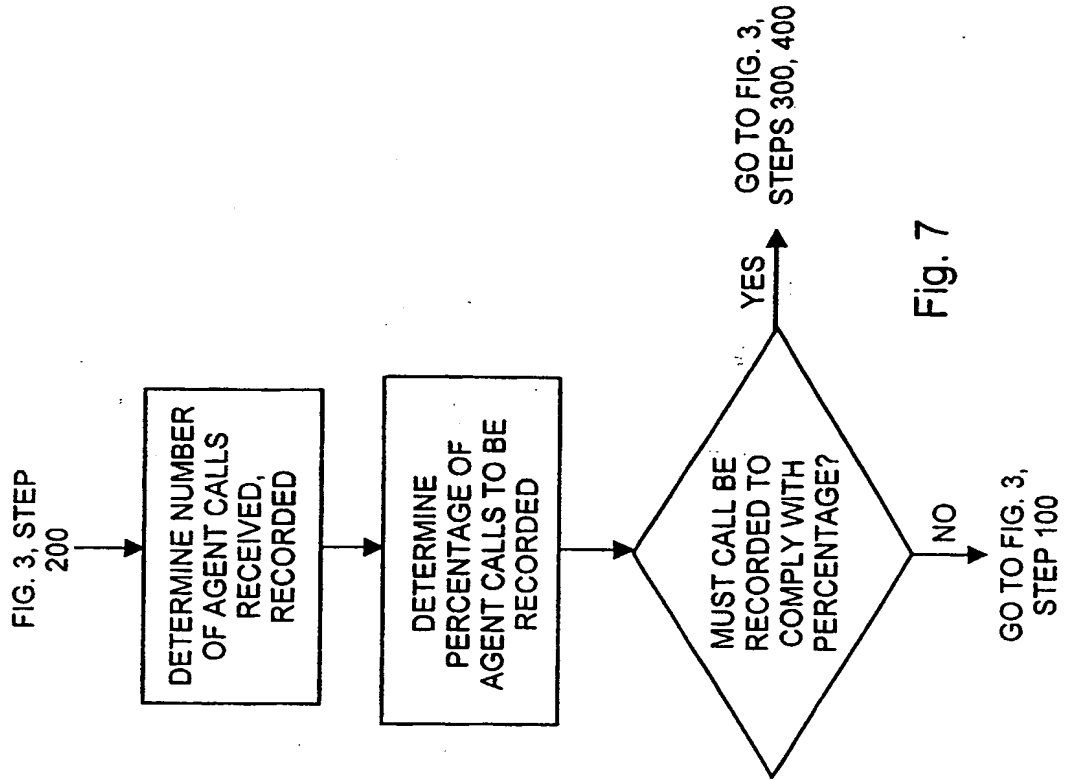 FIG. 3, STEP
200
DETERMINE NUMBER
OF AGENT CALLS
RECEIVED,
RECORDED
DETERMINE
PERCENTAGE OF
AGENT CALLS TO BE
RECORDED
MUST CALL BE
RECORDED TO
COMPLY WITH
PERCENTAGE?
YES
GO TO FIG. 3,
STEPS 300, 400
NO
GO TO FIG. 3,
STEP 100
Fig. 7